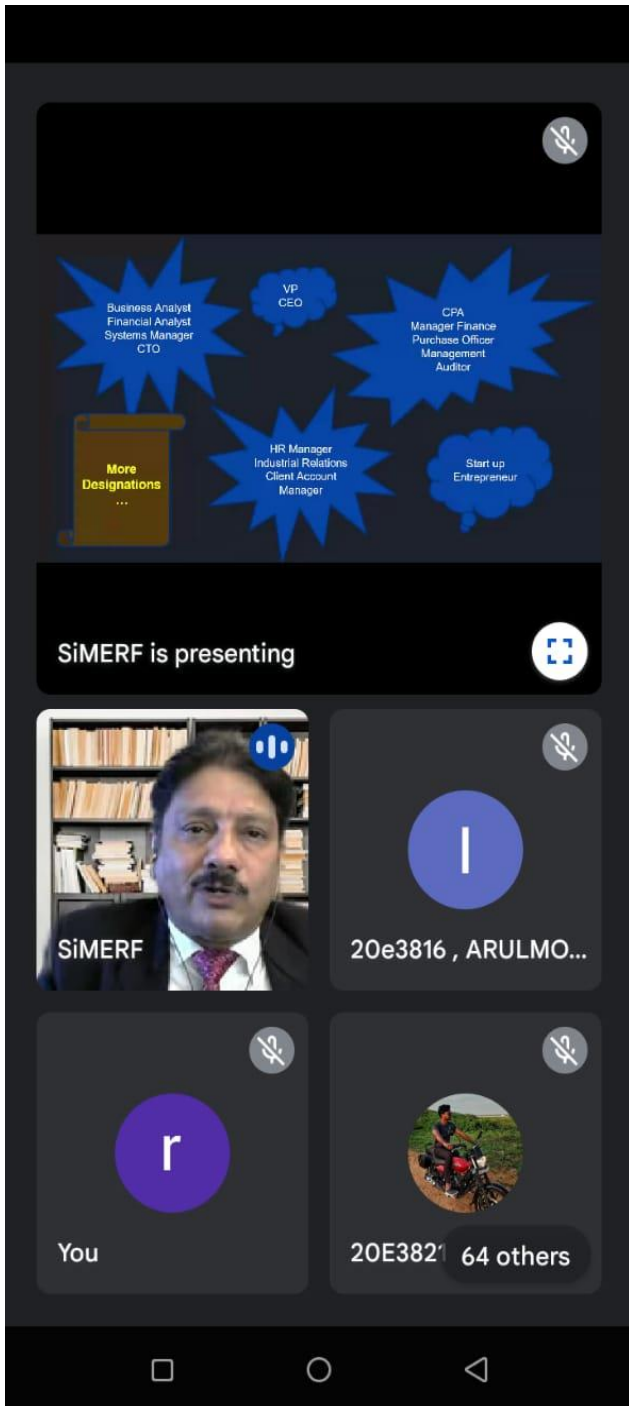 Business Analyst
Financial Analyst
Systems Manager
CTO
VP
CEO
CPA
Manager Finance
Purchase Officer
Management
Auditor
More
Designations
...
HR Manager
Industrial Relations
Client Account
Manager
Start up
Entrepreneur
SiMERF is presenting
SiMERF
l
20e3816 , ARULMO...
r
You
20E3821
64 others